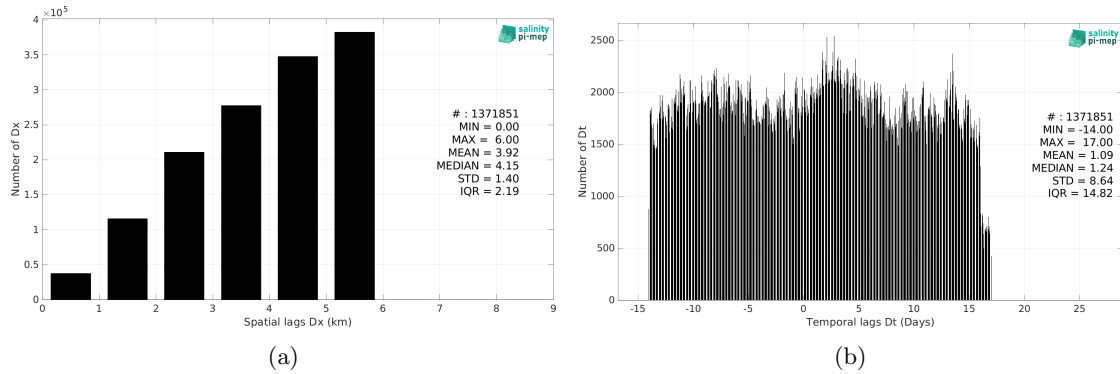 ×10⁵
4
3.5
3
2.5
2
1.5
1
0.5
0
Number of Dx
salinity
pi-mep
# : 1371851
MIN = 0.00
MAX = 6.00
MEAN = 3.92
MEDIAN = 4.15
STD = 1.40
IQR = 2.19
0 1 2 3 4 5 6 7 8 9
Spatial lags Dx (km)
(a)
2500
2000
1500
1000
500
0
Number of Dt
salinity
pi-mep
# : 1371851
MIN = -14.00
MAX = 17.00
MEAN = 1.09
MEDIAN = 1.24
STD = 8.64
IQR = 14.82
-15 -10 -5 0 5 10 15 20 25
Temporal lags Dt (Days)
(b)